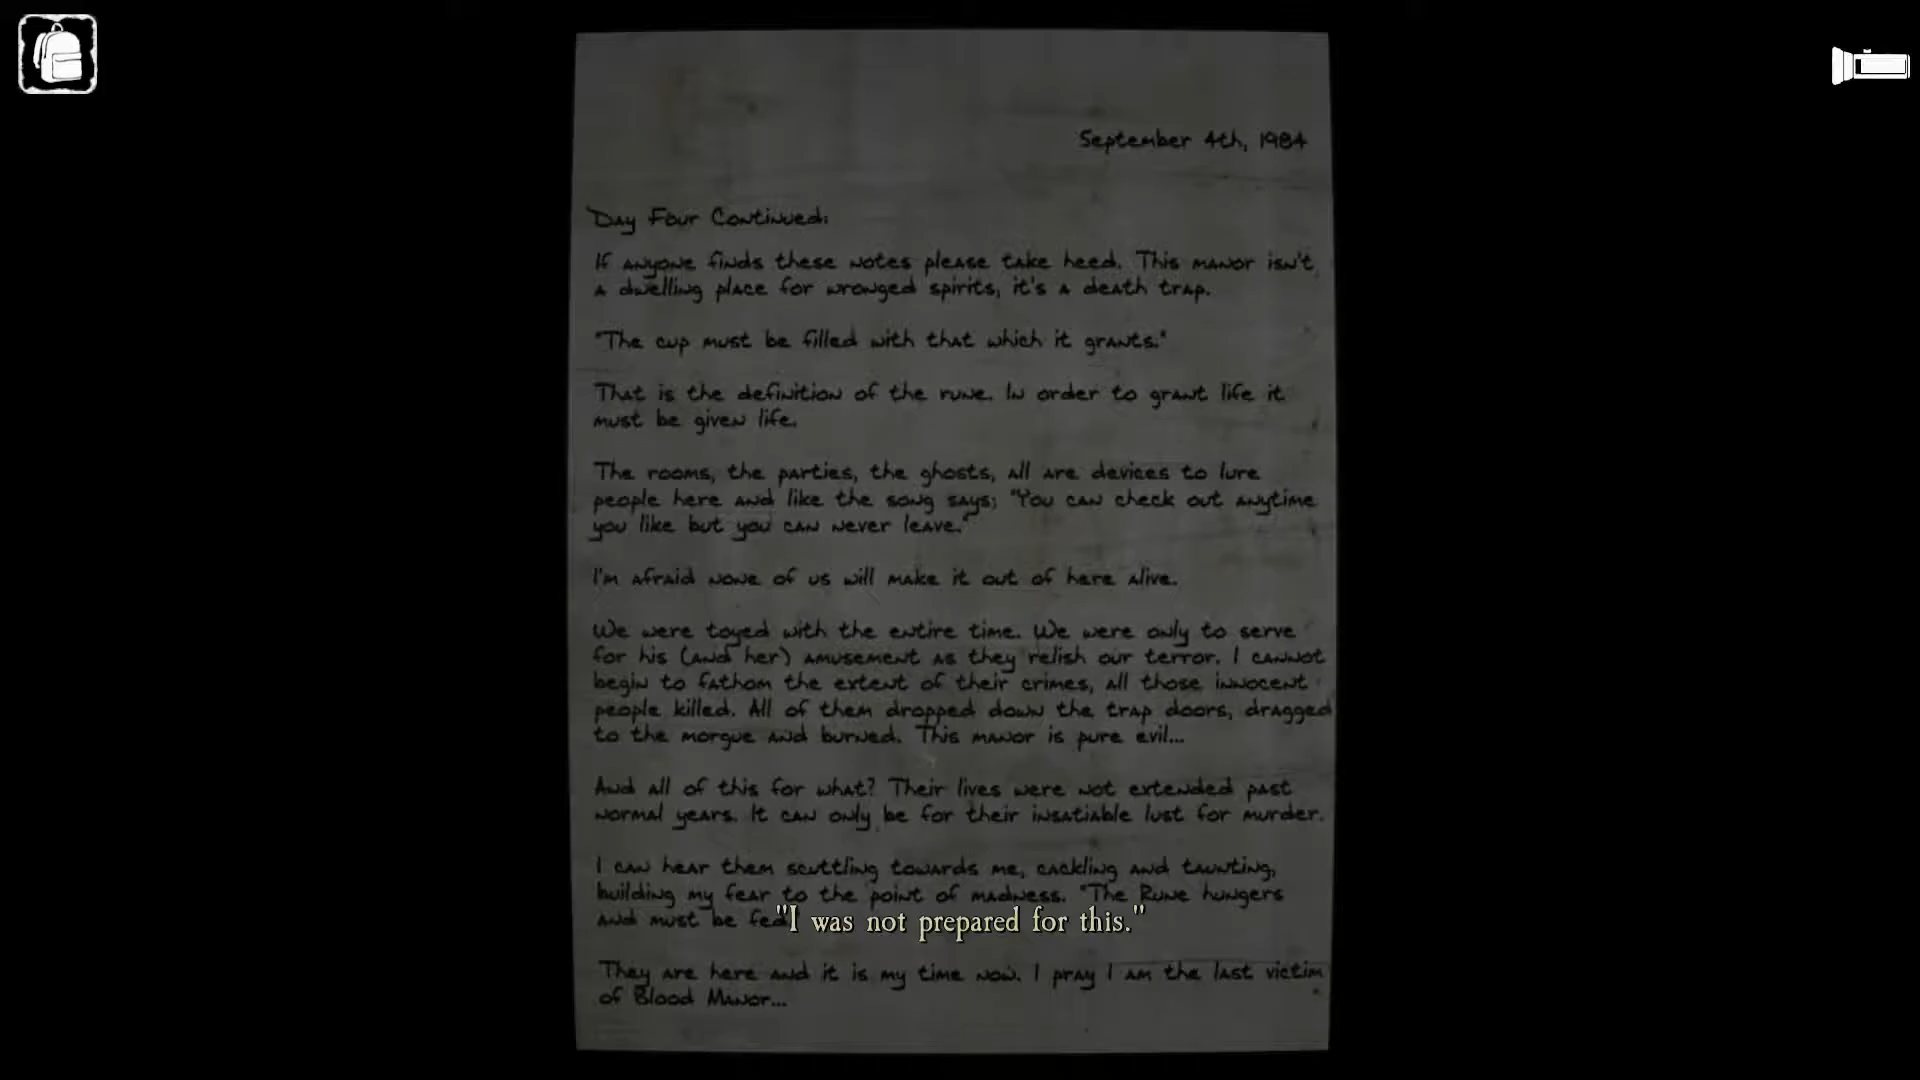 September 4th, 1984
Day Four Continued:
If anyone finds these notes please take heed. This manor isn't
a dwelling place for wronged spirits, it's a death trap.
"The cup must be filled with that which it grants."
That is the definition of the rune. In order to grant life it
must be given life.
The rooms, the parties, the ghosts, all are devices to lure
people here and like the song says; "You can check out anytime
you like but you can never leave."
I'm afraid none of us will make it out of here alive.
We were toyed with the entire time. We were only to serve
for his (and her) amusement as they relish our terror. I cannot
begin to fathom the extent of their crimes, all those innocent
people killed. All of them dropped down the trap doors, dragged
to the morgue and burned. This manor is pure evil...
And all of this for what? Their lives were not extended past
normal years. It can only be for their insatiable lust for murder.
I can hear them scuttling towards me, cackling and taunting,
building my fear to the point of madness. "The Rune hungers
and must be fed
"I was not prepared for this."
They are here and it is my time now. I pray I am the last victim
of Blood Manor...